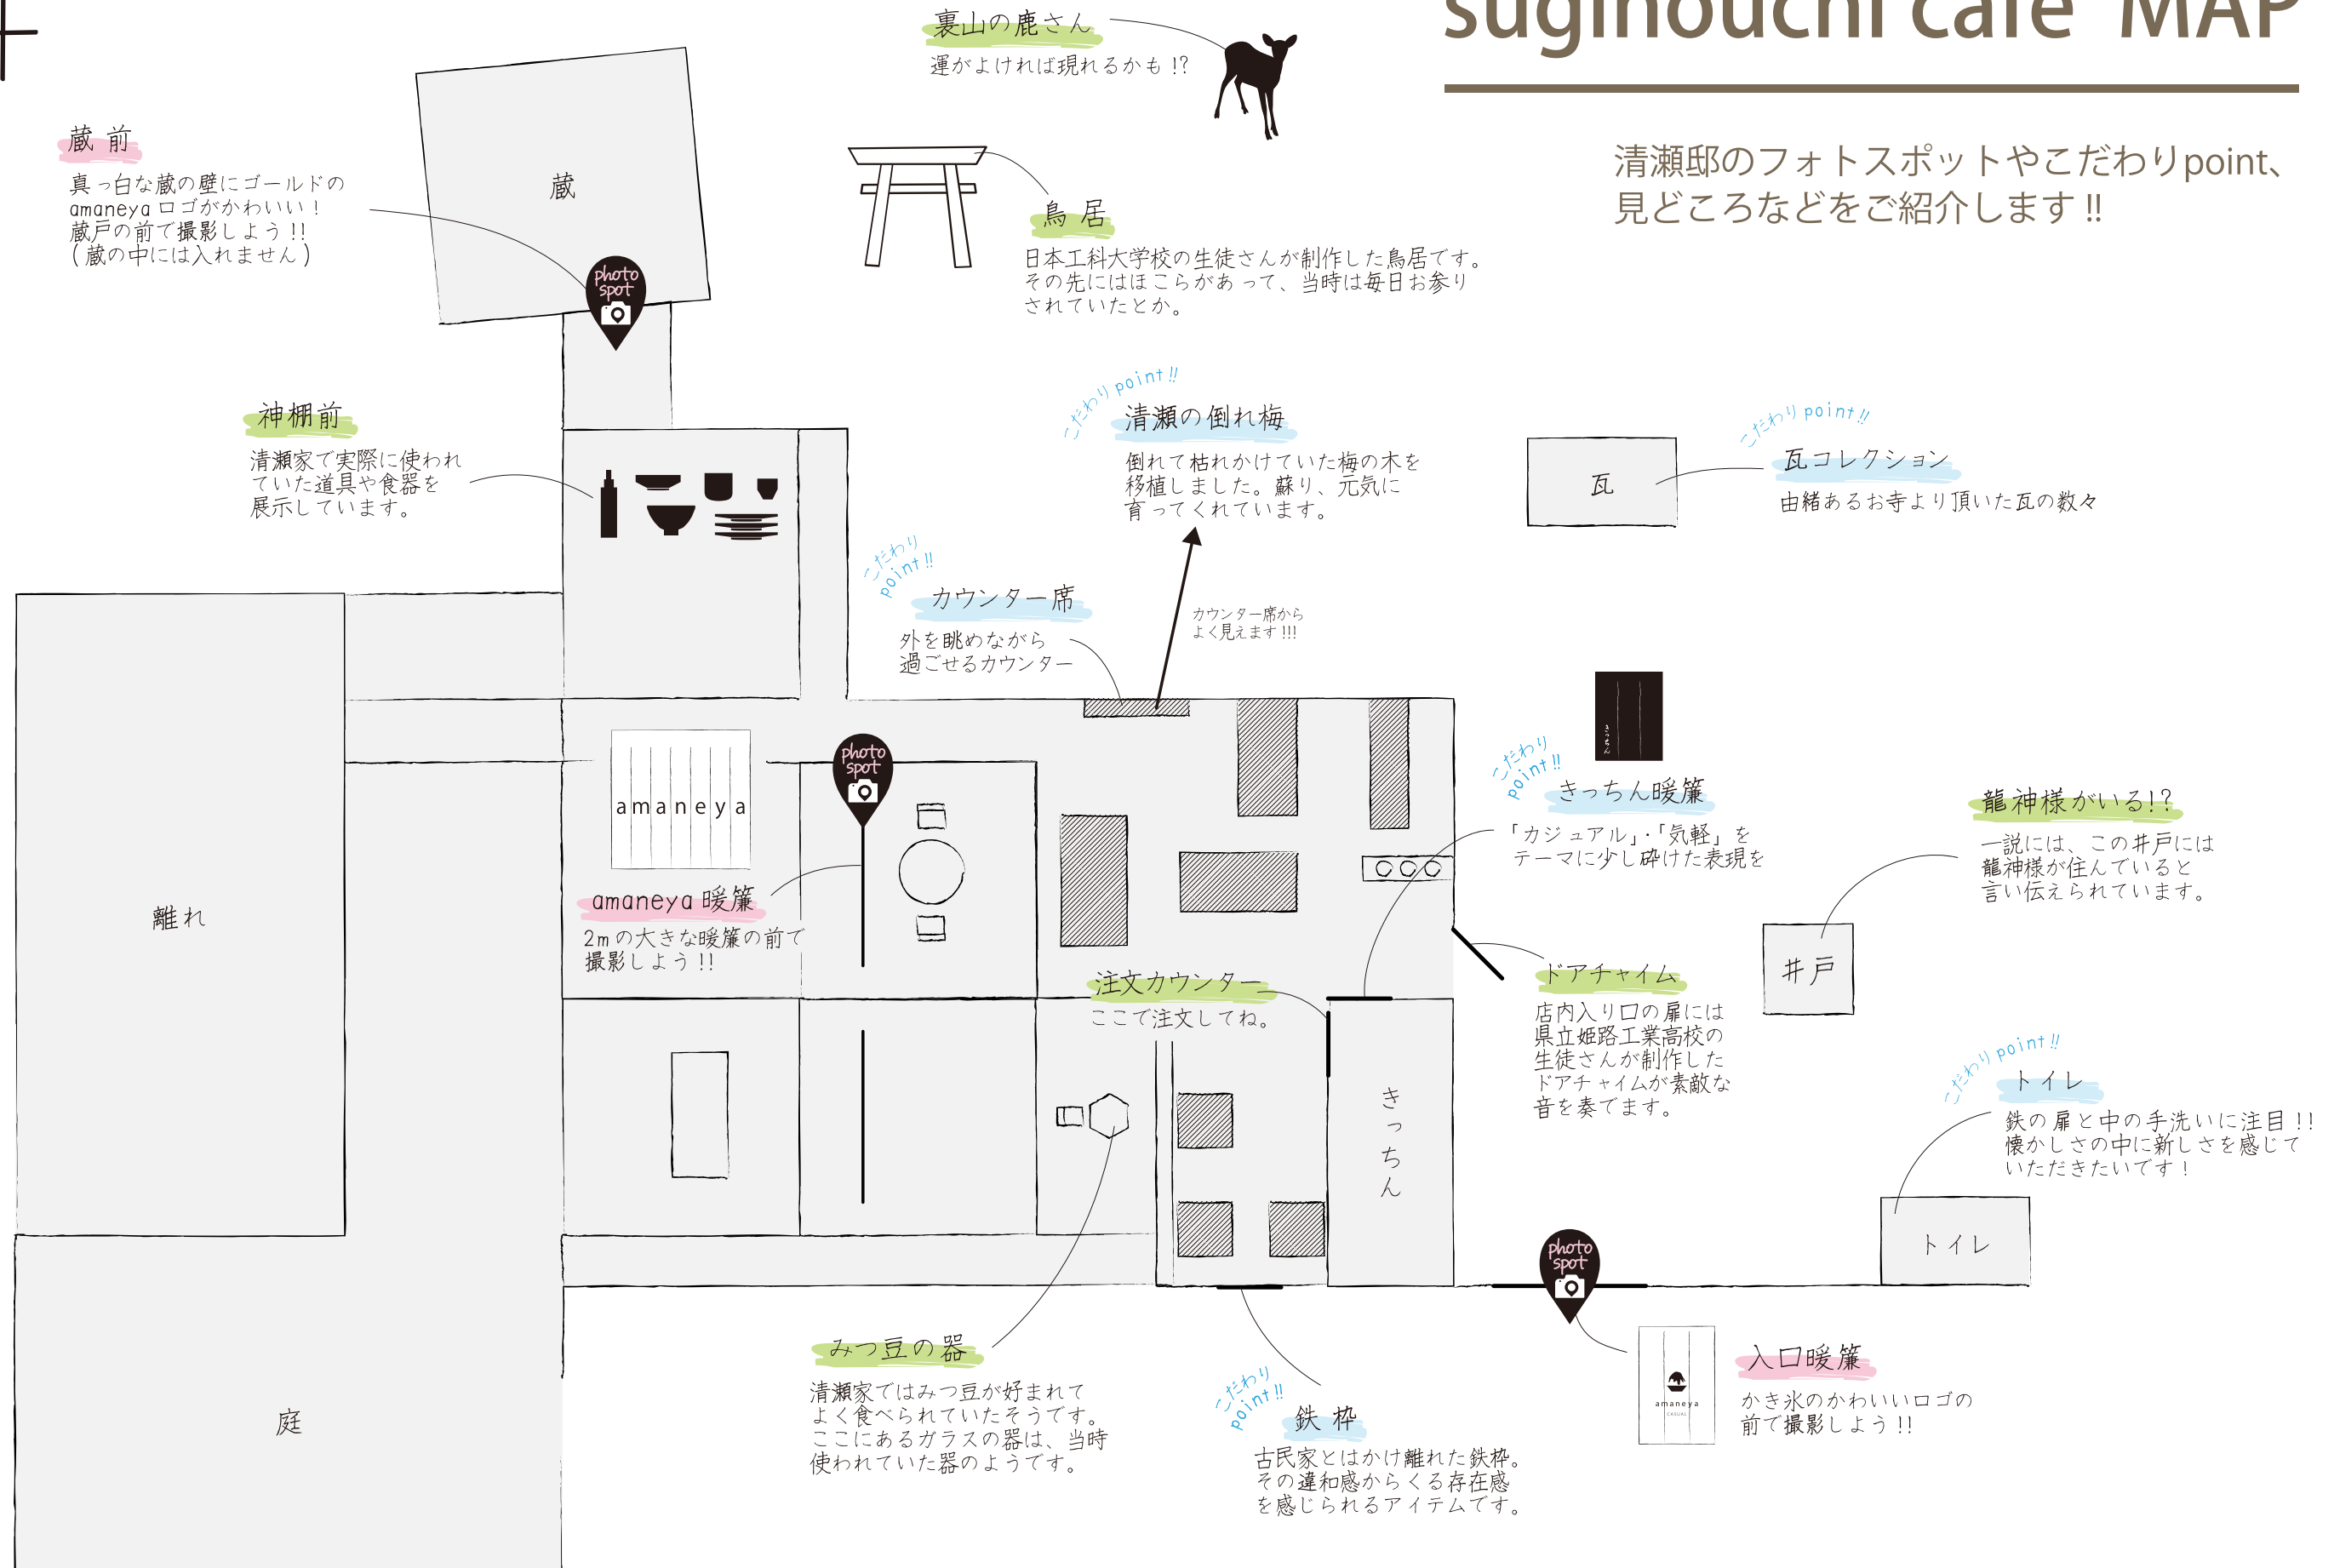 suginouchi cafe MAP
清瀬邸のフォトスポットやこだわりpoint、
見どころなどをご紹介します!!
裏山の鹿さん
運がよければ現れるかも!?
蔵前
真っ白な蔵の壁にゴールドの
amaneyaロゴがかわいい!
蔵戸の前で撮影しよう!!
(蔵の中には入れません)
蔵
photo
spot
鳥居
日本工科大学校の生徒さんが制作した鳥居です。
その先にはほこらがあって、当時は毎日お参り
されていたとか。
神棚前
清瀬家で実際に使われ
ていた道具や食器を
展示しています。
こだわりpoint!!
清瀬の倒れ梅
倒れて枯れかけていた梅の木を
移植しました。蘇り、元気に
育ってくれています。
瓦
こだわりpoint!!
瓦コレクション
由緒あるお寺より頂いた瓦の数々
こだわり
point!!
カウンター席
外を眺めながら
過ごせるカウンター
カウンター席から
よく見えます!!!
amaneya
photo
spot
amaneya暖簾
2mの大きな暖簾の前で
撮影しよう!!
こだわり
point!!
きっちん暖簾
「カジュアル」・「気軽」を
テーマに少し砕けた表現を
龍神様がいる!?
一説には、この井戸には
龍神様が住んでいると
言い伝えられています。
井戸
離れ
注文カウンター
ここで注文してね。
ドアチャイム
店内入り口の扉には
県立姫路工業高校の
生徒さんが制作した
ドアチャイムが素敵な
音を奏でます。
きっちん
こだわりpoint!!
トイレ
鉄の扉と中の手洗いに注目!!
懐かしさの中に新しさを感じて
いただきたいです!
トイレ
photo
spot
みつ豆の器
清瀬家ではみつ豆が好まれて
よく食べられていたそうです。
ここにあるガラスの器は、当時
使われていた器のようです。
こだわり
point!!
鉄枠
古民家とはかけ離れた鉄枠。
その違和感からくる存在感
を感じられるアイテムです。
amaneya
CASUAL
入口暖簾
かき氷のかわいいロゴの
前で撮影しよう!!
庭